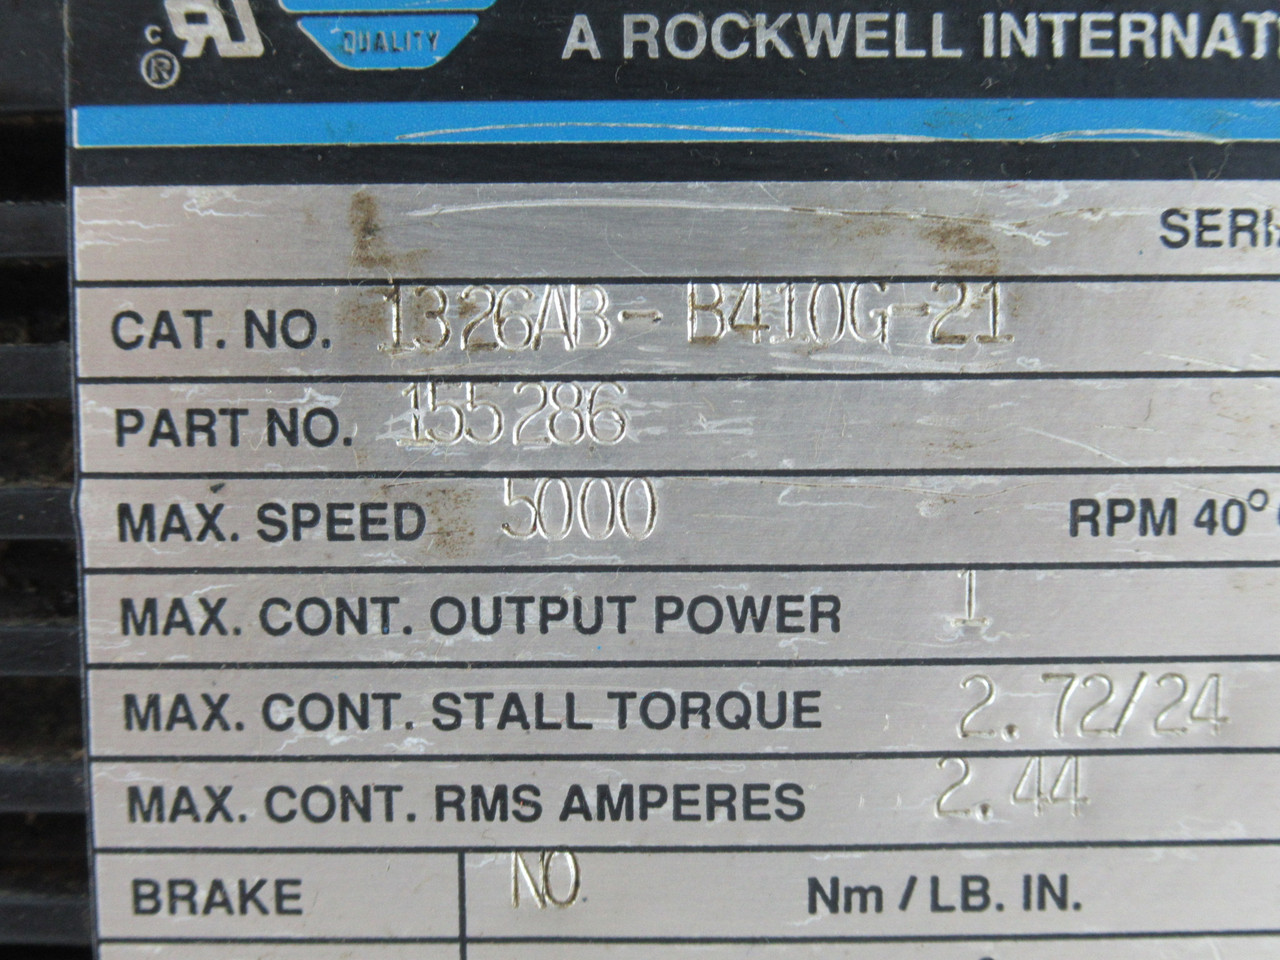 c RU ®
QUALITY
A ROCKWELL INTERNAT
SERI
CAT. NO. 1326AB-B410G-21
PART NO. 155286
MAX. SPEED 5000 RPM 40°
MAX. CONT. OUTPUT POWER 1
MAX. CONT. STALL TORQUE 2.72/24
MAX. CONT. RMS AMPERES 2.44
BRAKE NO Nm / LB. IN.